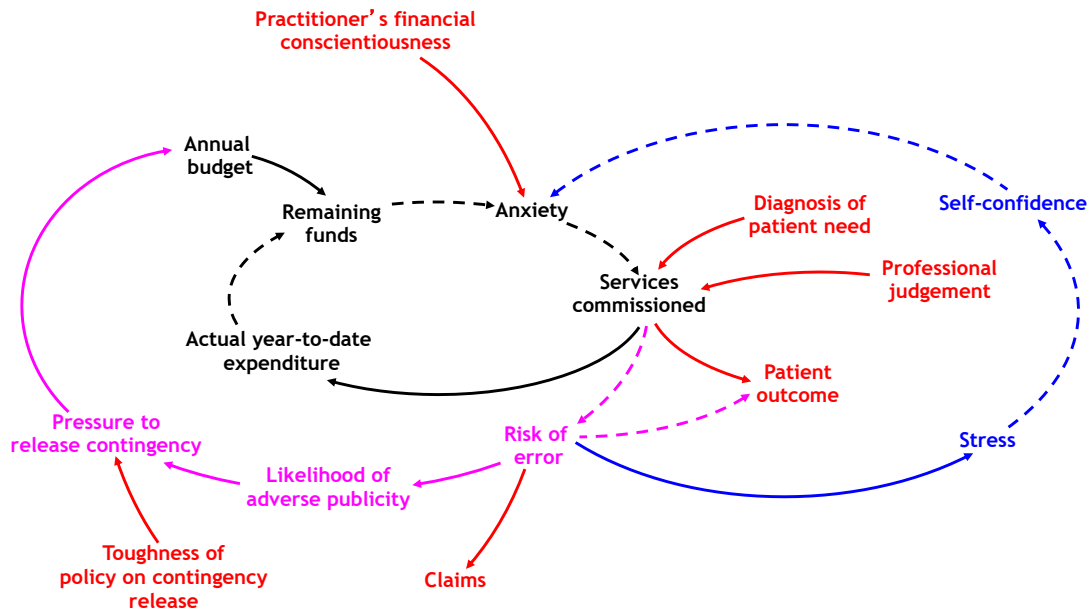 Practitioner’s financial
conscientiousness
Annual
budget
Remaining
funds
Anxiety
Diagnosis of
patient need
Self-confidence
Services
commissioned
Professional
judgement
Actual year-to-date
expenditure
Patient
outcome
Pressure to
release contingency
Risk of
error
Stress
Likelihood of
adverse publicity
Toughness of
policy on contingency
release
Claims